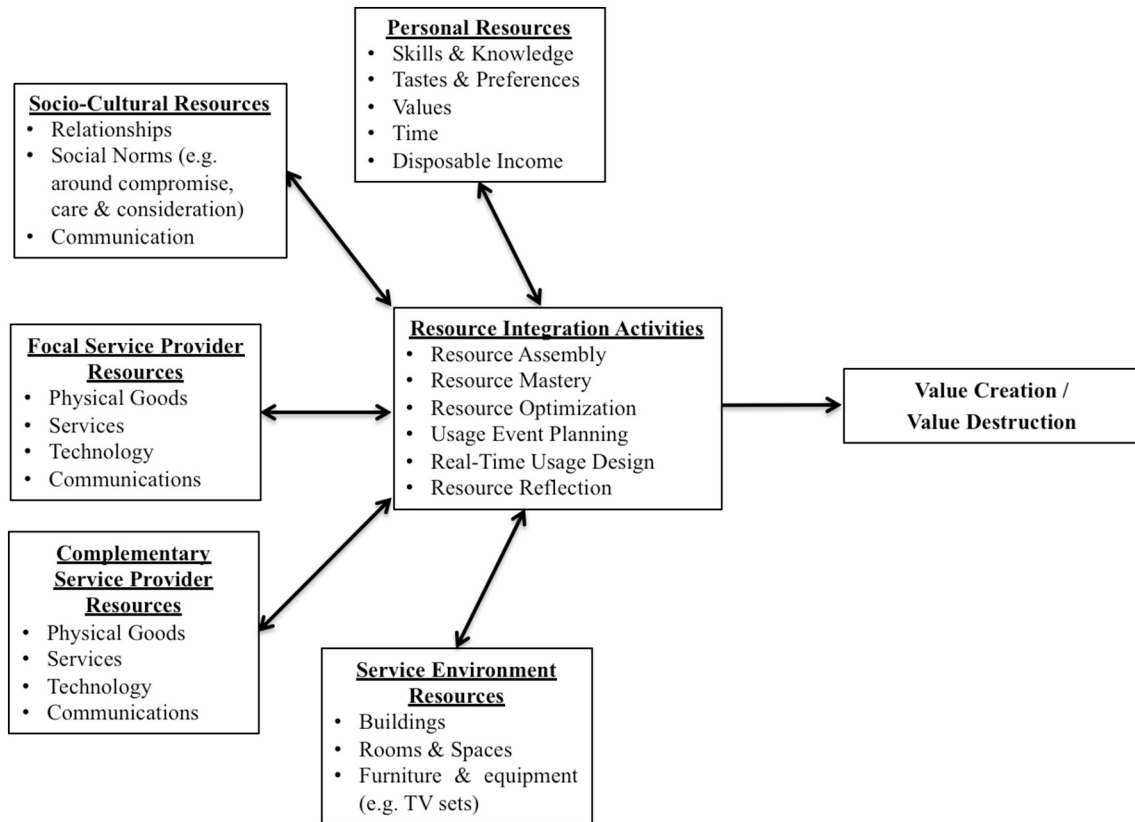 Personal Resources
• Skills & Knowledge
• Tastes & Preferences
• Values
• Time
• Disposable Income
Socio-Cultural Resources
• Relationships
• Social Norms (e.g.
around compromise,
care & consideration)
• Communication
Focal Service Provider
Resources
• Physical Goods
• Services
• Technology
• Communications
Resource Integration Activities
• Resource Assembly
• Resource Mastery
• Resource Optimization
• Usage Event Planning
• Real-Time Usage Design
• Resource Reflection
Value Creation /
Value Destruction
Complementary
Service Provider
Resources
• Physical Goods
• Services
• Technology
• Communications
Service Environment
Resources
• Buildings
• Rooms & Spaces
• Furniture & equipment
(e.g. TV sets)